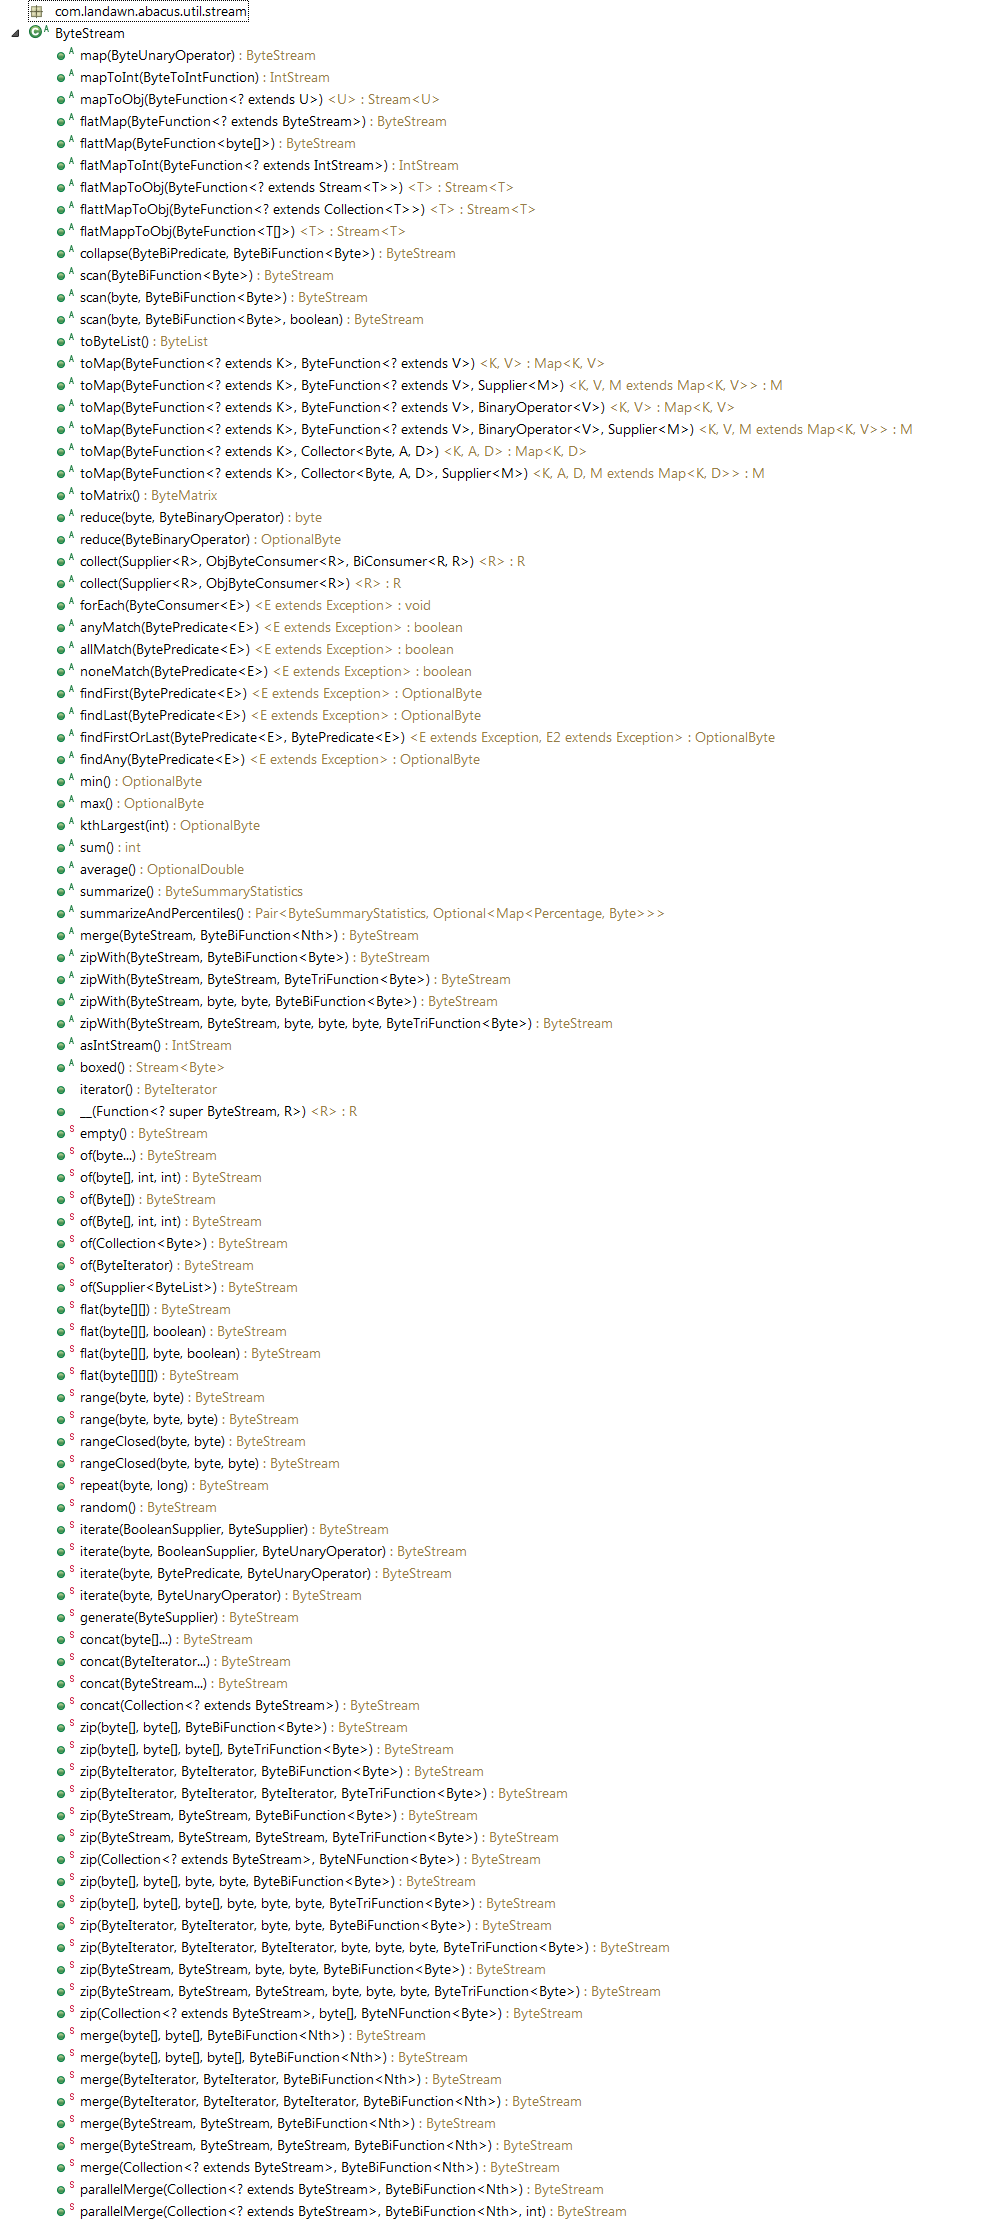 com.landawn.abacus.util.stream
ByteStream
map(ByteUnaryOperator) : ByteStream
mapToInt(ByteToIntFunction) : IntStream
mapToObj(ByteFunction<? extends U>) <U> : Stream<U>
flatMap(ByteFunction<? extends ByteStream>) : ByteStream
flattMap(ByteFunction<byte[]>) : ByteStream
flatMapToInt(ByteFunction<? extends IntStream>) : IntStream
flatMapToObj(ByteFunction<? extends Stream<T>>) <T> : Stream<T>
flattMapToObj(ByteFunction<? extends Collection<T>>) <T> : Stream<T>
flatMappToObj(ByteFunction<T[]>) <T> : Stream<T>
collapse(ByteBiPredicate, ByteBiFunction<Byte>) : ByteStream
scan(ByteBiFunction<Byte>) : ByteStream
scan(byte, ByteBiFunction<Byte>) : ByteStream
scan(byte, ByteBiFunction<Byte>, boolean) : ByteStream
toByteList() : ByteList
toMap(ByteFunction<? extends K>, ByteFunction<? extends V>) <K, V> : Map<K, V>
toMap(ByteFunction<? extends K>, ByteFunction<? extends V>, Supplier<M>) <K, V, M extends Map<K, V>> : M
toMap(ByteFunction<? extends K>, ByteFunction<? extends V>, BinaryOperator<V>) <K, V> : Map<K, V>
toMap(ByteFunction<? extends K>, ByteFunction<? extends V>, BinaryOperator<V>, Supplier<M>) <K, V, M extends Map<K, V>> : M
toMap(ByteFunction<? extends K>, Collector<Byte, A, D>) <K, A, D> : Map<K, D>
toMap(ByteFunction<? extends K>, Collector<Byte, A, D>, Supplier<M>) <K, A, D, M extends Map<K, D>> : M
toMatrix() : ByteMatrix
reduce(byte, ByteBinaryOperator) : byte
reduce(ByteBinaryOperator) : OptionalByte
collect(Supplier<R>, ObjByteConsumer<R>, BiConsumer<R, R>) <R> : R
collect(Supplier<R>, ObjByteConsumer<R>) <R> : R
forEach(ByteConsumer<E>) <E extends Exception> : void
anyMatch(BytePredicate<E>) <E extends Exception> : boolean
allMatch(BytePredicate<E>) <E extends Exception> : boolean
noneMatch(BytePredicate<E>) <E extends Exception> : boolean
findFirst(BytePredicate<E>) <E extends Exception> : OptionalByte
findLast(BytePredicate<E>) <E extends Exception> : OptionalByte
findFirstOrLast(BytePredicate<E>, BytePredicate<E>) <E extends Exception, E2 extends Exception> : OptionalByte
findAny(BytePredicate<E>) <E extends Exception> : OptionalByte
min() : OptionalByte
max() : OptionalByte
kthLargest(int) : OptionalByte
sum() : int
average() : OptionalDouble
summarize() : ByteSummaryStatistics
summarizeAndPercentiles() : Pair<ByteSummaryStatistics, Optional<Map<Percentage, Byte>>>
merge(ByteStream, ByteBiFunction<Nth>) : ByteStream
zipWith(ByteStream, ByteBiFunction<Byte>) : ByteStream
zipWith(ByteStream, ByteStream, ByteTriFunction<Byte>) : ByteStream
zipWith(ByteStream, byte, byte, ByteBiFunction<Byte>) : ByteStream
zipWith(ByteStream, ByteStream, byte, byte, byte, ByteTriFunction<Byte>) : ByteStream
asIntStream() : IntStream
boxed() : Stream<Byte>
iterator() : ByteIterator
__(Function<? super ByteStream, R>) <R> : R
empty() : ByteStream
of(byte...) : ByteStream
of(byte[], int, int) : ByteStream
of(Byte[]) : ByteStream
of(Byte[], int, int) : ByteStream
of(Collection<Byte>) : ByteStream
of(ByteIterator) : ByteStream
of(Supplier<ByteList>) : ByteStream
flat(byte[][]) : ByteStream
flat(byte[][], boolean) : ByteStream
flat(byte[][], byte, boolean) : ByteStream
flat(byte[][][]) : ByteStream
range(byte, byte) : ByteStream
range(byte, byte, byte) : ByteStream
rangeClosed(byte, byte) : ByteStream
rangeClosed(byte, byte, byte) : ByteStream
repeat(byte, long) : ByteStream
random() : ByteStream
iterate(BooleanSupplier, ByteSupplier) : ByteStream
iterate(byte, BooleanSupplier, ByteUnaryOperator) : ByteStream
iterate(byte, BytePredicate, ByteUnaryOperator) : ByteStream
iterate(byte, ByteUnaryOperator) : ByteStream
generate(ByteSupplier) : ByteStream
concat(byte[]...) : ByteStream
concat(ByteIterator...) : ByteStream
concat(ByteStream...) : ByteStream
concat(Collection<? extends ByteStream>) : ByteStream
zip(byte[], byte[], ByteBiFunction<Byte>) : ByteStream
zip(byte[], byte[], byte[], ByteTriFunction<Byte>) : ByteStream
zip(ByteIterator, ByteIterator, ByteBiFunction<Byte>) : ByteStream
zip(ByteIterator, ByteIterator, ByteIterator, ByteTriFunction<Byte>) : ByteStream
zip(ByteStream, ByteStream, ByteBiFunction<Byte>) : ByteStream
zip(ByteStream, ByteStream, ByteStream, ByteTriFunction<Byte>) : ByteStream
zip(Collection<? extends ByteStream>, ByteNFunction<Byte>) : ByteStream
zip(byte[], byte[], byte, byte, ByteBiFunction<Byte>) : ByteStream
zip(byte[], byte[], byte[], byte, byte, byte, ByteTriFunction<Byte>) : ByteStream
zip(ByteIterator, ByteIterator, byte, byte, ByteBiFunction<Byte>) : ByteStream
zip(ByteIterator, ByteIterator, ByteIterator, byte, byte, byte, ByteTriFunction<Byte>) : ByteStream
zip(ByteStream, ByteStream, byte, byte, ByteBiFunction<Byte>) : ByteStream
zip(ByteStream, ByteStream, ByteStream, byte, byte, byte, ByteTriFunction<Byte>) : ByteStream
zip(Collection<? extends ByteStream>, byte[], ByteNFunction<Byte>) : ByteStream
merge(byte[], byte[], ByteBiFunction<Nth>) : ByteStream
merge(byte[], byte[], byte[], ByteBiFunction<Nth>) : ByteStream
merge(ByteIterator, ByteIterator, ByteBiFunction<Nth>) : ByteStream
merge(ByteIterator, ByteIterator, ByteIterator, ByteBiFunction<Nth>) : ByteStream
merge(ByteStream, ByteStream, ByteBiFunction<Nth>) : ByteStream
merge(ByteStream, ByteStream, ByteStream, ByteBiFunction<Nth>) : ByteStream
merge(Collection<? extends ByteStream>, ByteBiFunction<Nth>) : ByteStream
parallelMerge(Collection<? extends ByteStream>, ByteBiFunction<Nth>) : ByteStream
parallelMerge(Collection<? extends ByteStream>, ByteBiFunction<Nth>, int) : ByteStream